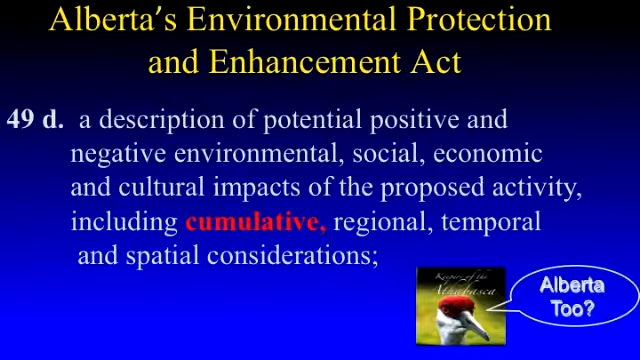 Alberta's Environmental Protection
and Enhancement Act
49 d. a description of potential positive and
negative environmental, social, economic
and cultural impacts of the proposed activity,
including cumulative, regional, temporal
and spatial considerations;
Keepers of the
Athabasca
Alberta
Too?